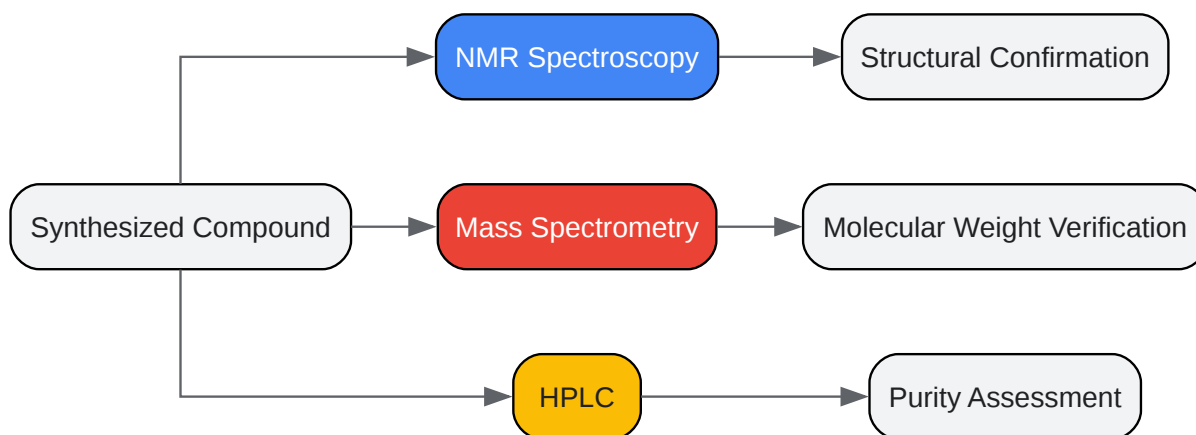 NMR Spectroscopy
Structural Confirmation
Synthesized Compound
Mass Spectrometry
Molecular Weight Verification
HPLC
Purity Assessment